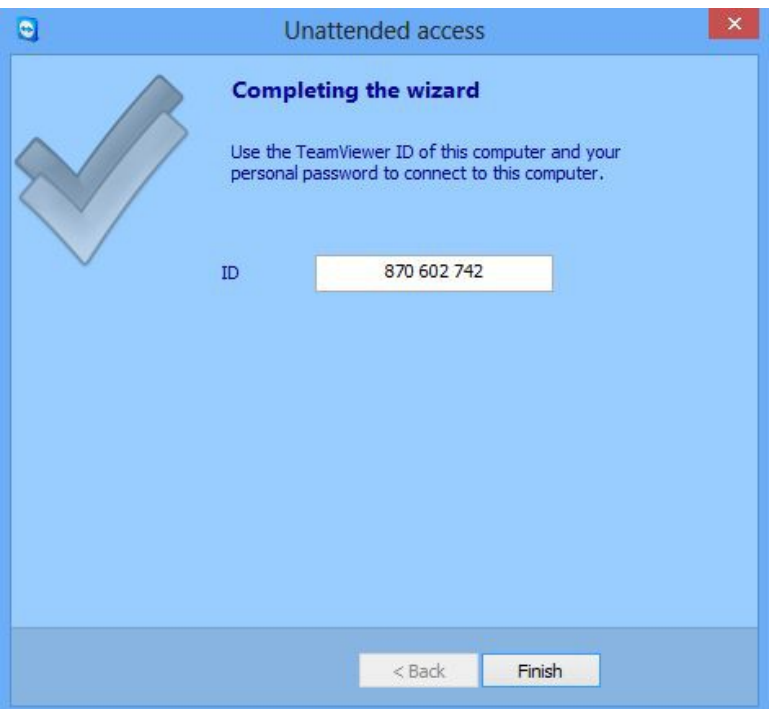 Unattended access
Completing the wizard
Use the TeamViewer ID of this computer and your
personal password to connect to this computer.
ID
870 602 742
< Back
Finish